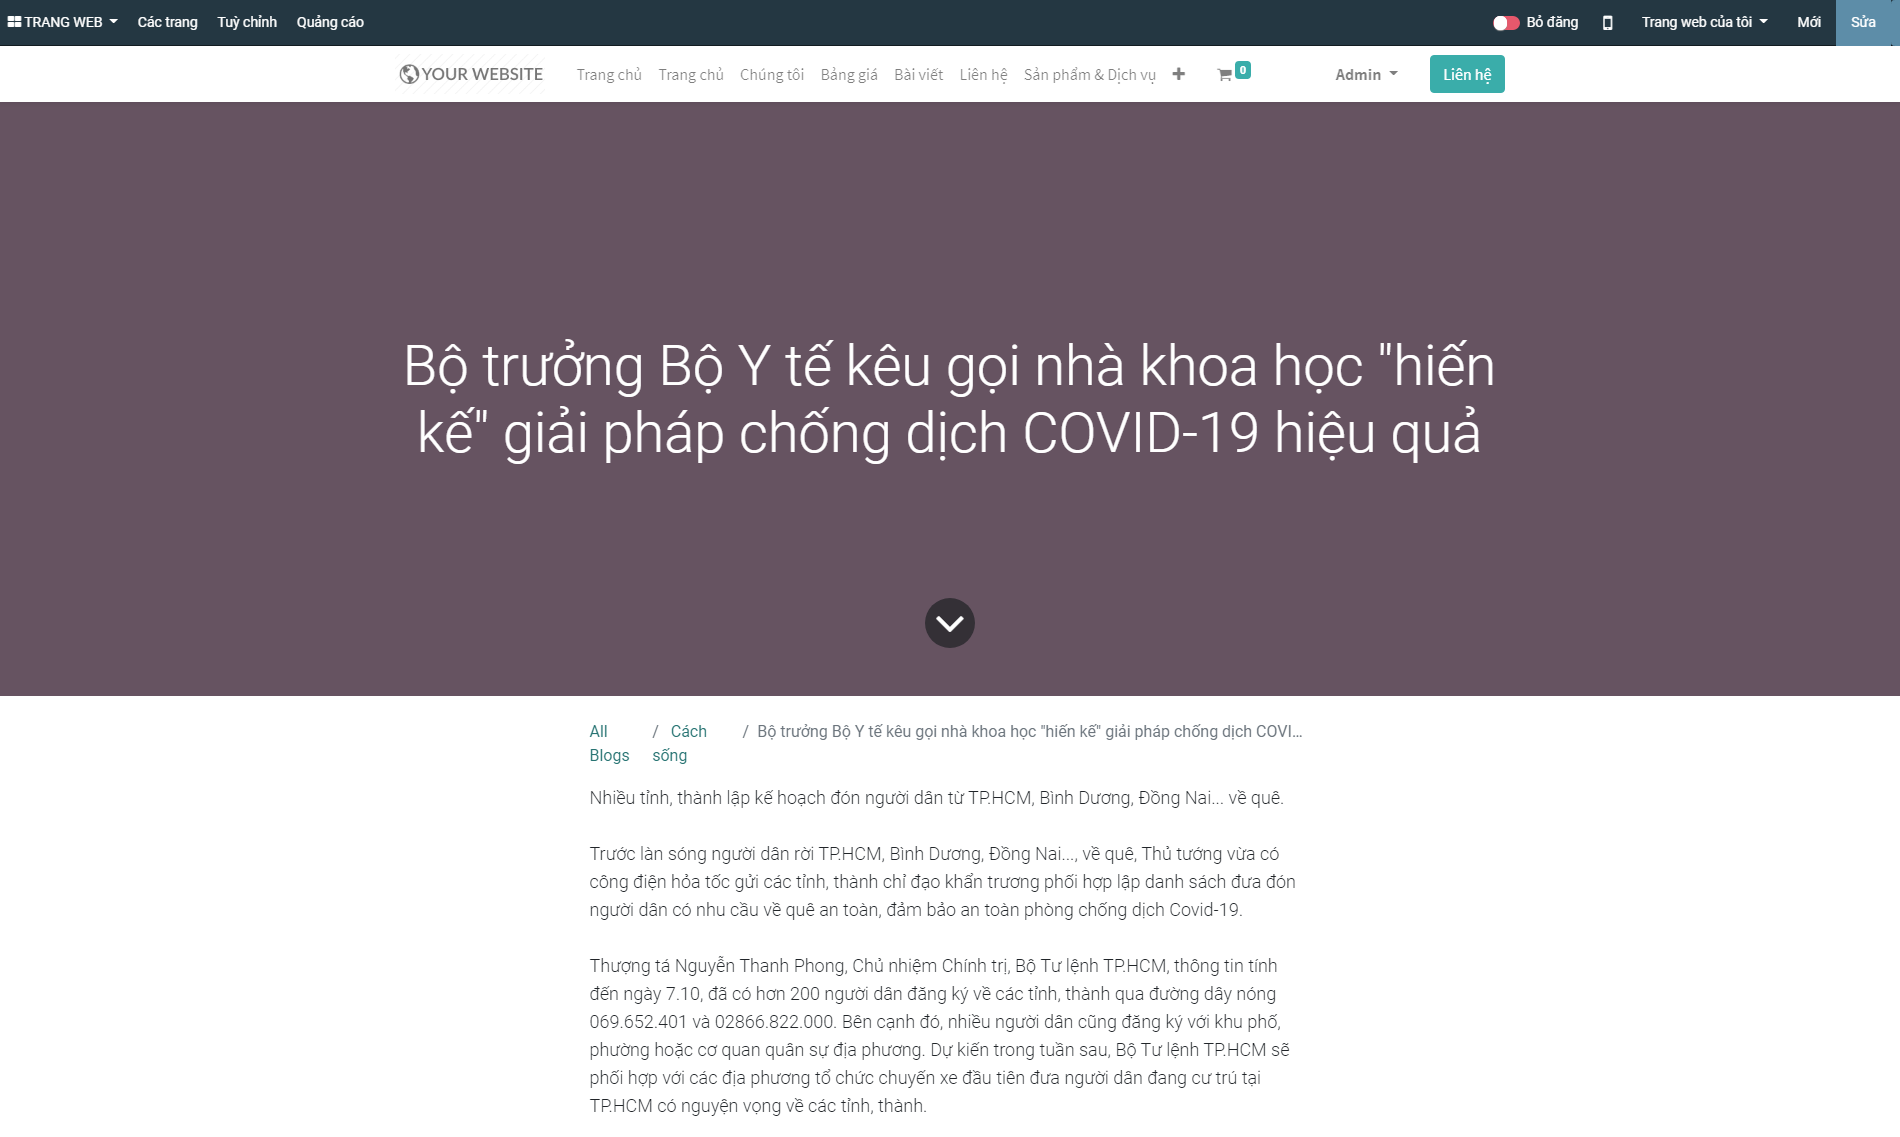 TRANG WEB Các trang Tuỳ chỉnh Quảng cáo Bỏ đăng Trang web của tôi Mới Sửa
YOUR WEBSITE Trang chủ Trang chủ Chúng tôi Bảng giá Bài viết Liên hệ Sản phẩm & Dịch vụ 0 Admin Liên hệ
Bộ trưởng Bộ Y tế kêu gọi nhà khoa học "hiến
kế" giải pháp chống dịch COVID-19 hiệu quả
All / Cách / Bộ trưởng Bộ Y tế kêu gọi nhà khoa học "hiến kế" giải pháp chống dịch COVI...
Blogs sống
Nhiều tỉnh, thành lập kế hoạch đón người dân từ TP.HCM, Bình Dương, Đồng Nai... về quê.
Trước làn sóng người dân rời TP.HCM, Bình Dương, Đồng Nai..., về quê, Thủ tướng vừa có
công điện hỏa tốc gửi các tỉnh, thành chỉ đạo khẩn trương phối hợp lập danh sách đưa đón
người dân có nhu cầu về quê an toàn, đảm bảo an toàn phòng chống dịch Covid-19.
Thượng tá Nguyễn Thanh Phong, Chủ nhiệm Chính trị, Bộ Tư lệnh TP.HCM, thông tin tính
đến ngày 7.10, đã có hơn 200 người dân đăng ký về các tỉnh, thành qua đường dây nóng
069.652.401 và 02866.822.000. Bên cạnh đó, nhiều người dân cũng đăng ký với khu phố,
phường hoặc cơ quan quân sự địa phương. Dự kiến trong tuần sau, Bộ Tư lệnh TP.HCM sẽ
phối hợp với các địa phương tổ chức chuyến xe đầu tiên đưa người dân đang cư trú tại
TP.HCM có nguyện vọng về các tỉnh, thành.